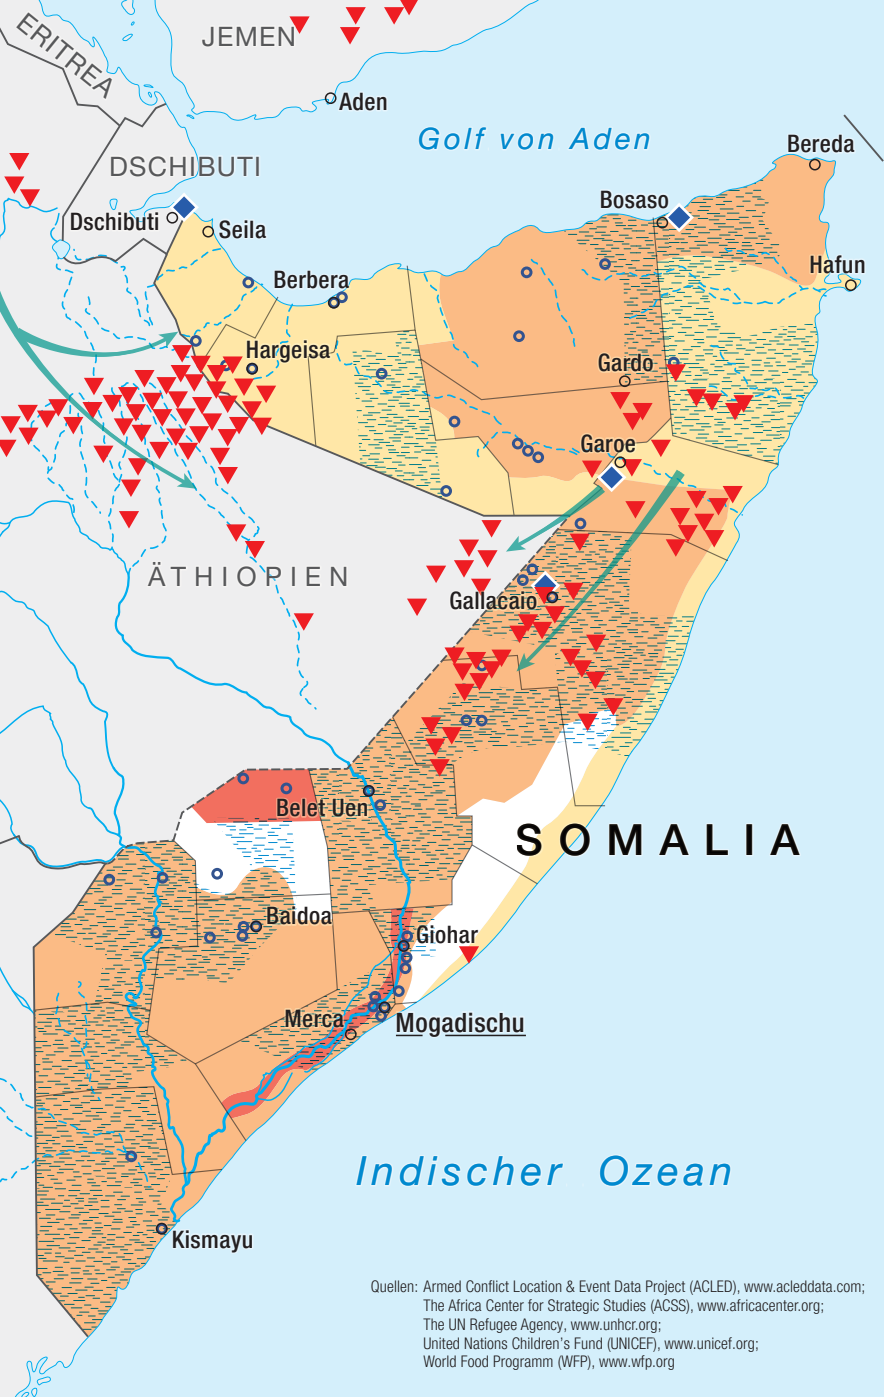 ERITREA
JEMEN
Aden
Golf von Aden
Bereda
DSCHIBUTI
Bosaso
Dschibuti
Seila
Hafun
Berbera
Hargeisa
Gardo
Garoe
ÄTHIOPIEN
Gallacaio
Belet Uen
SOMALIA
Baidoa
Giohar
Merca
Mogadischu
Indischer Ozean
Kismayu
Quellen: Armed Conflict Location & Event Data Project (ACLED), www.acleddata.com;
The Africa Center for Strategic Studies (ACSS), www.africacenter.org;
The UN Refugee Agency, www.unhcr.org;
United Nations Children's Fund (UNICEF), www.unicef.org;
World Food Programm (WFP), www.wfp.org